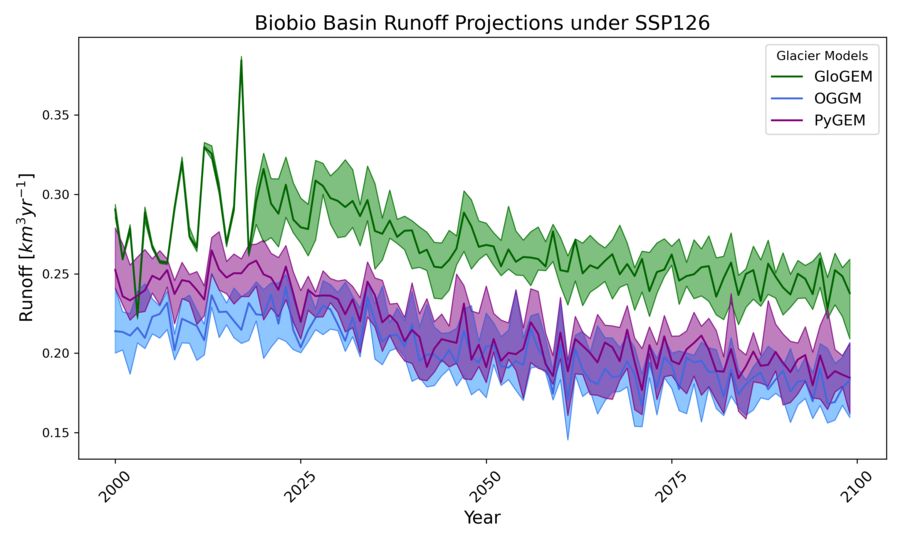 Biobio Basin Runoff Projections under SSP126
Glacier Models
GloGEM
OGGM
PyGEM
Runoff [km³yr⁻¹]
0.35
0.30
0.25
0.20
0.15
2000
2025
2050
2075
2100
Year